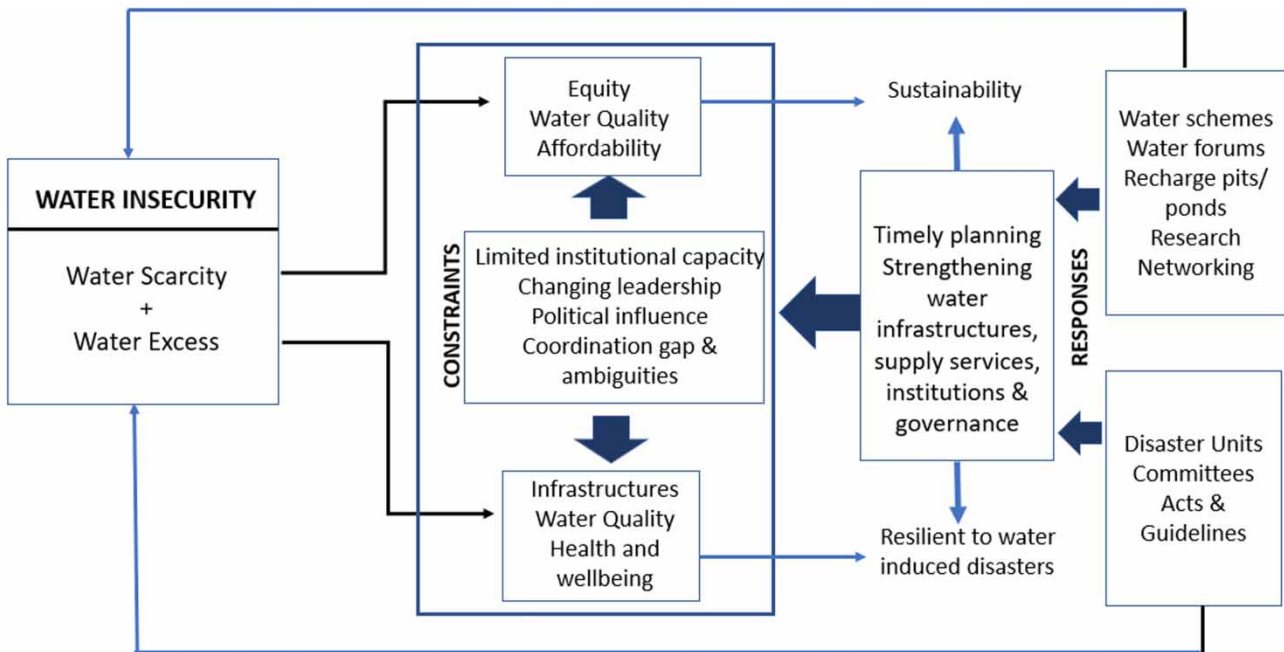 WATER INSECURITY
Water Scarcity
+
Water Excess
CONSTRAINTS
Equity
Water Quality
Affordability
Limited institutional capacity
Changing leadership
Political influence
Coordination gap &
ambiguities
Infrastructures
Water Quality
Health and
wellbeing
Sustainability
Timely planning
Strengthening
water
infrastructures,
supply services,
institutions &
governance
Resilient to water
induced disasters
RESPONSES
Water schemes
Water forums
Recharge pits/
ponds
Research
Networking
Disaster Units
Committees
Acts &
Guidelines